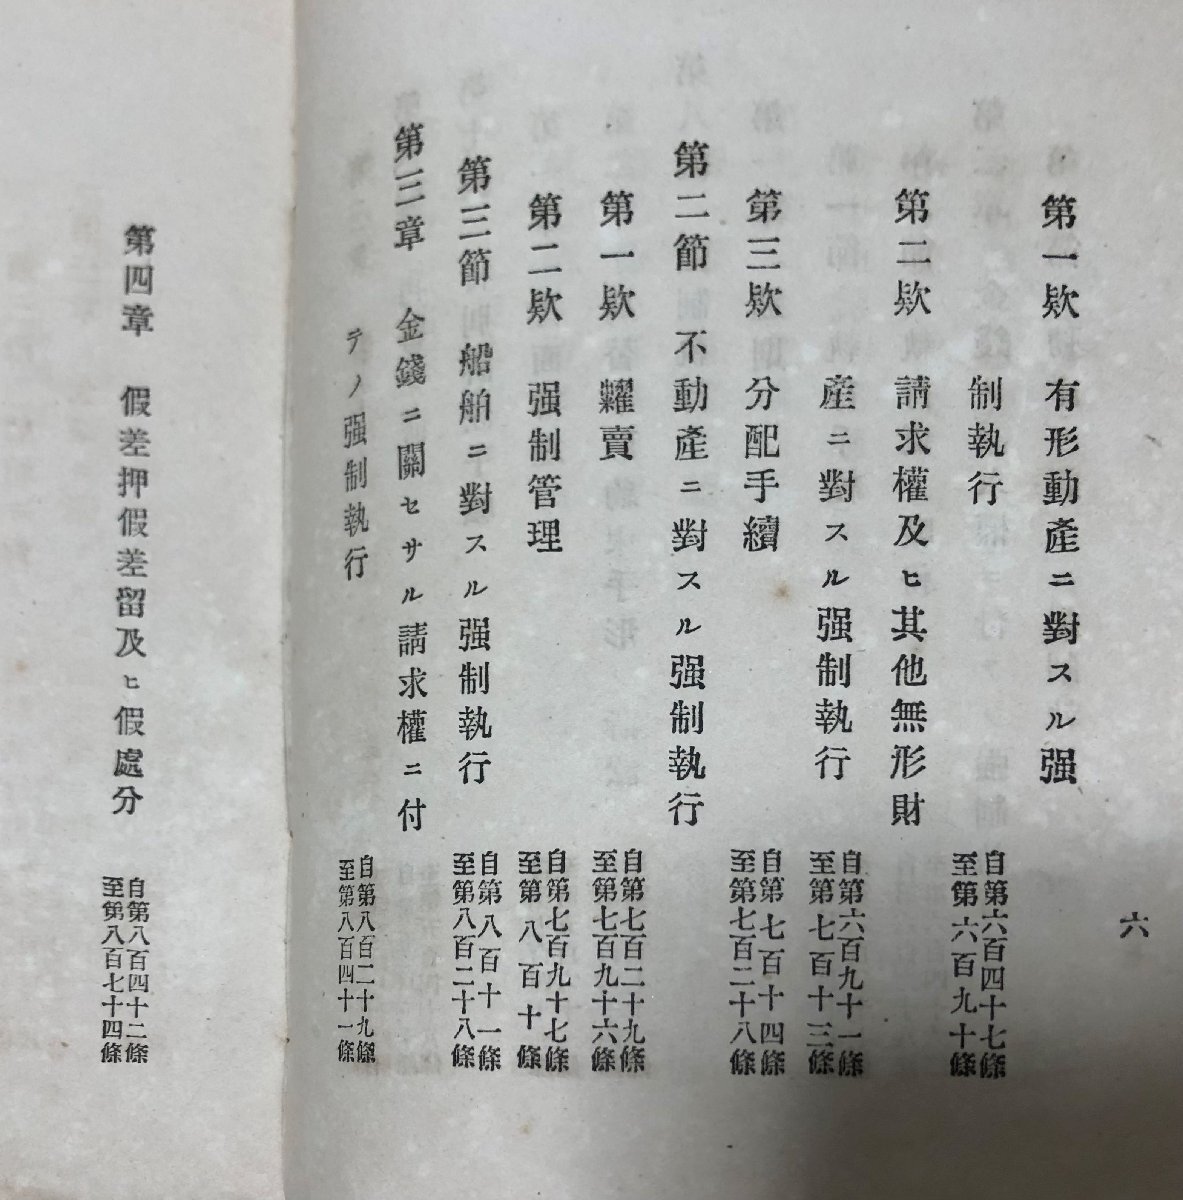 六
第一欵 有形動產ニ對スル强
制執行 自第六百四十七條
至第六百九十條
第二欵 請求權及ヒ其他無形財
產ニ對スル强制執行 自第六百九十一條
至第七百十三條
第三欵 分配手續 自第七百十四條
至第七百二十八條
第二節 不動產ニ對スル强制執行
第一欵 糶賣 自第七百二十九條
至第七百九十六條
第二欵 强制管理 自第七百九十七條
至第八百十條
第三節 船舶ニ對スル强制執行 自第八百十一條
至第八百二十八條
第三章 金錢ニ關セサル請求權ニ付
テノ强制執行 自第八百二十九條
至第八百四十一條
第四章 假差押假差留及ヒ假處分 自第八百四十二條
至第八百七十四條